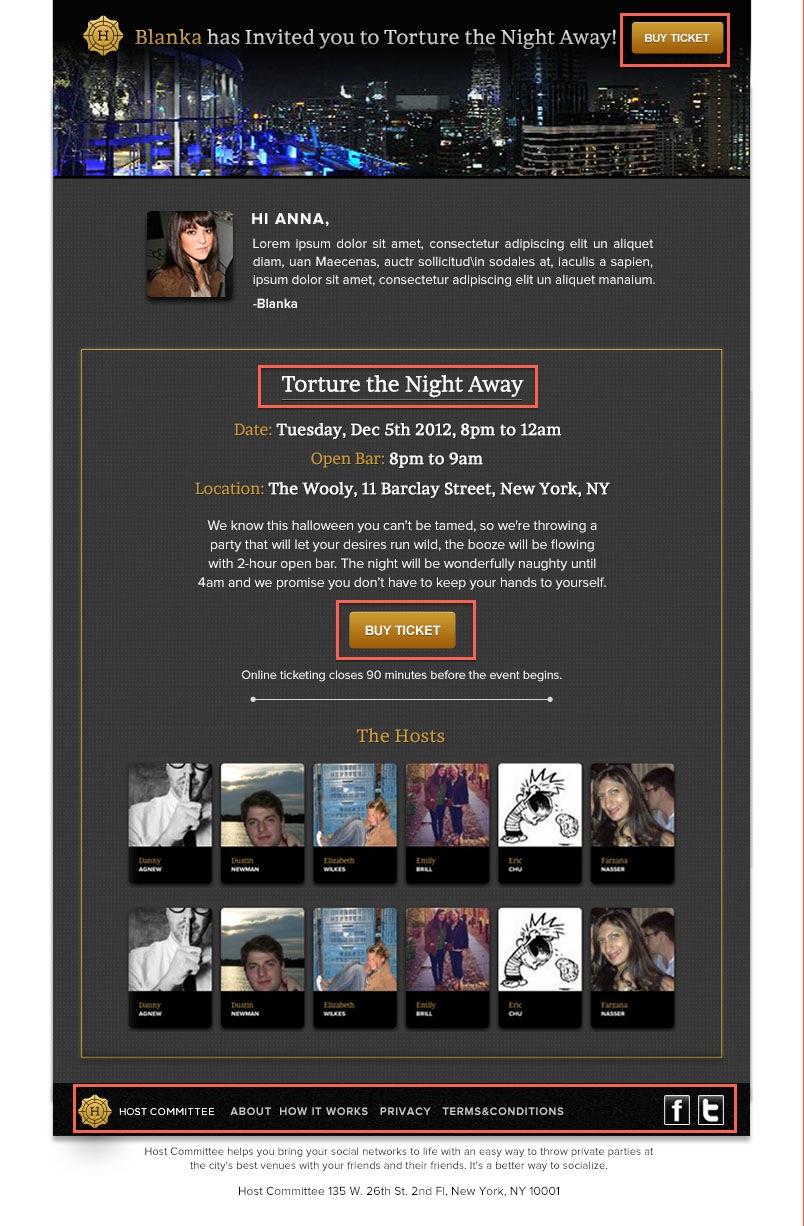 H
Blanka has Invited you to Torture the Night Away!
BUY TICKET
HI ANNA,
Lorem ipsum dolor sit amet, consectetur adipiscing elit un aliquet
diam, uan Maecenas, auctr sollicitud\in sodales at, iaculis a sapien,
ipsum dolor sit amet, consectetur adipiscing elit un aliquet manaium.
-Blanka
Torture the Night Away
Date: Tuesday, Dec 5th 2012, 8pm to 12am
Open Bar: 8pm to 9am
Location: The Wooly, 11 Barclay Street, New York, NY
We know this halloween you can't be tamed, so we're throwing a
party that will let your desires run wild, the booze will be flowing
with 2-hour open bar. The night will be wonderfully naughty until
4am and we promise you don't have to keep your hands to yourself.
BUY TICKET
Online ticketing closes 90 minutes before the event begins.
The Hosts
Danny Dustin Elizabeth Emily Eric Farzana
AGNEW NEWMAN WILKES BRILL CHU NASSER
Danny Dustin Elizabeth Emily Eric Farzana
AGNEW NEWMAN WILKES BRILL CHU NASSER
H HOST COMMITTEE ABOUT HOW IT WORKS PRIVACY TERMS&CONDITIONS f t
Host Committee helps you bring your social networks to life with an easy way to throw private parties at
the city's best venues with your friends and their friends. It's a better way to socialize.
Host Committee 135 W. 26th St. 2nd Fl, New York, NY 10001